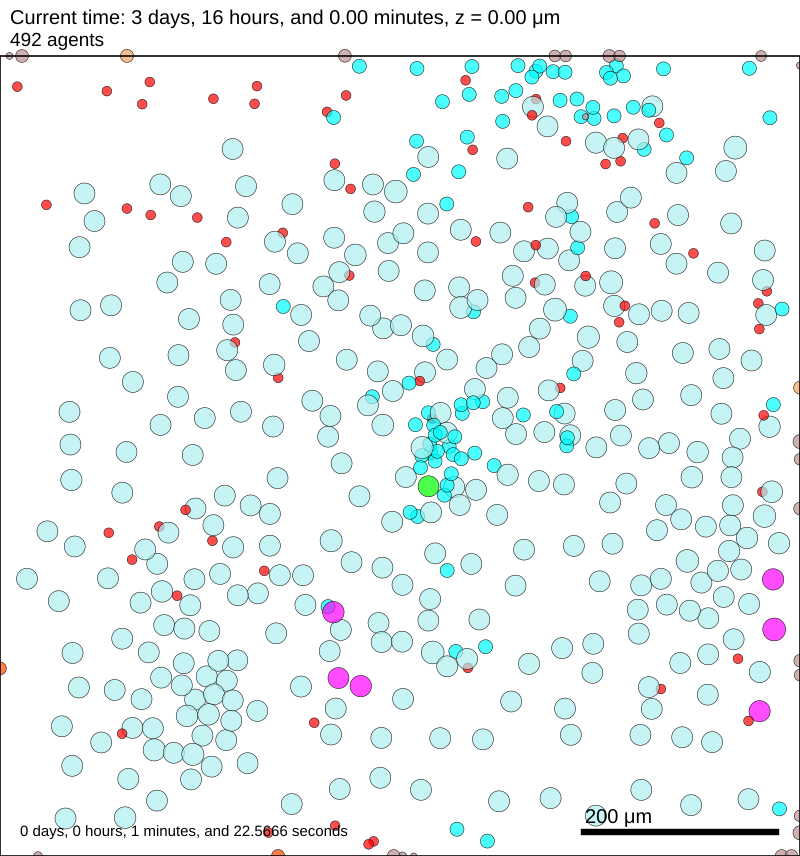 Current time: 3 days, 16 hours, and 0.00 minutes, z = 0.00 μm
492 agents
200 μm
0 days, 0 hours, 1 minutes, and 22.5666 seconds